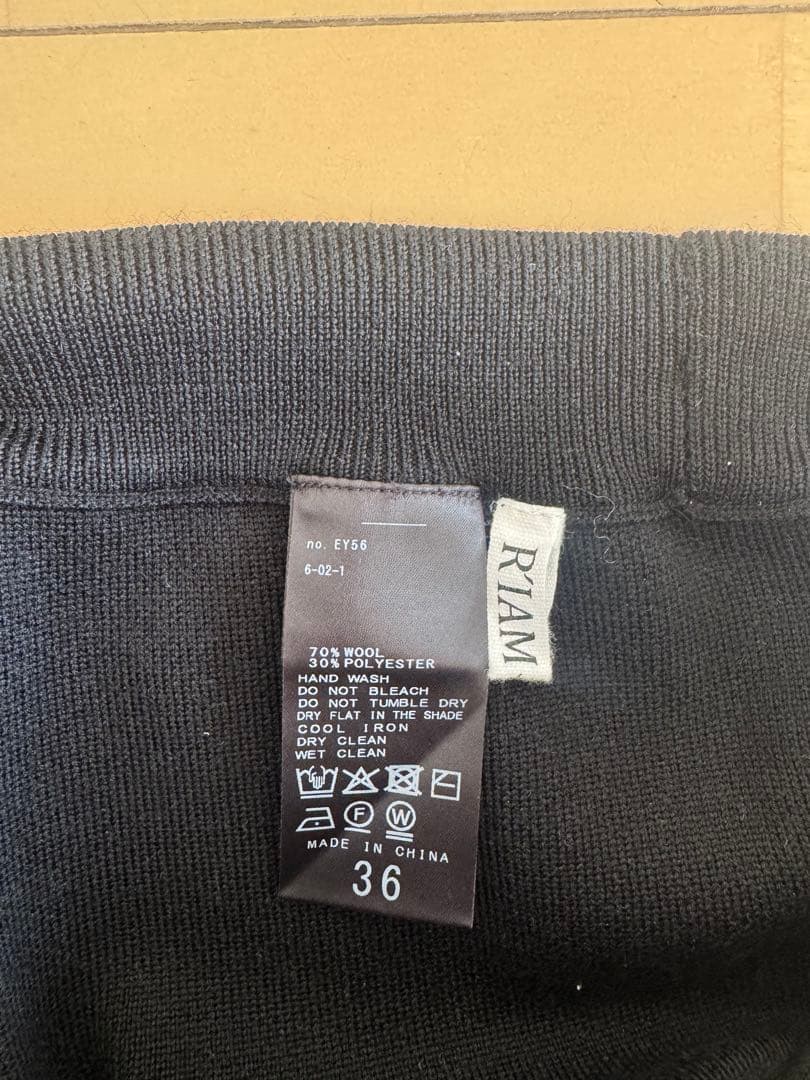 no. EY56
6-02-1
70% WOOL
30% POLYESTER
HAND WASH
DO NOT BLEACH
DO NOT TUMBLE DRY
DRY FLAT IN THE SHADE
COOL IRON
DRY CLEAN
WET CLEAN
F W
MADE IN CHINA
36
R'IAM